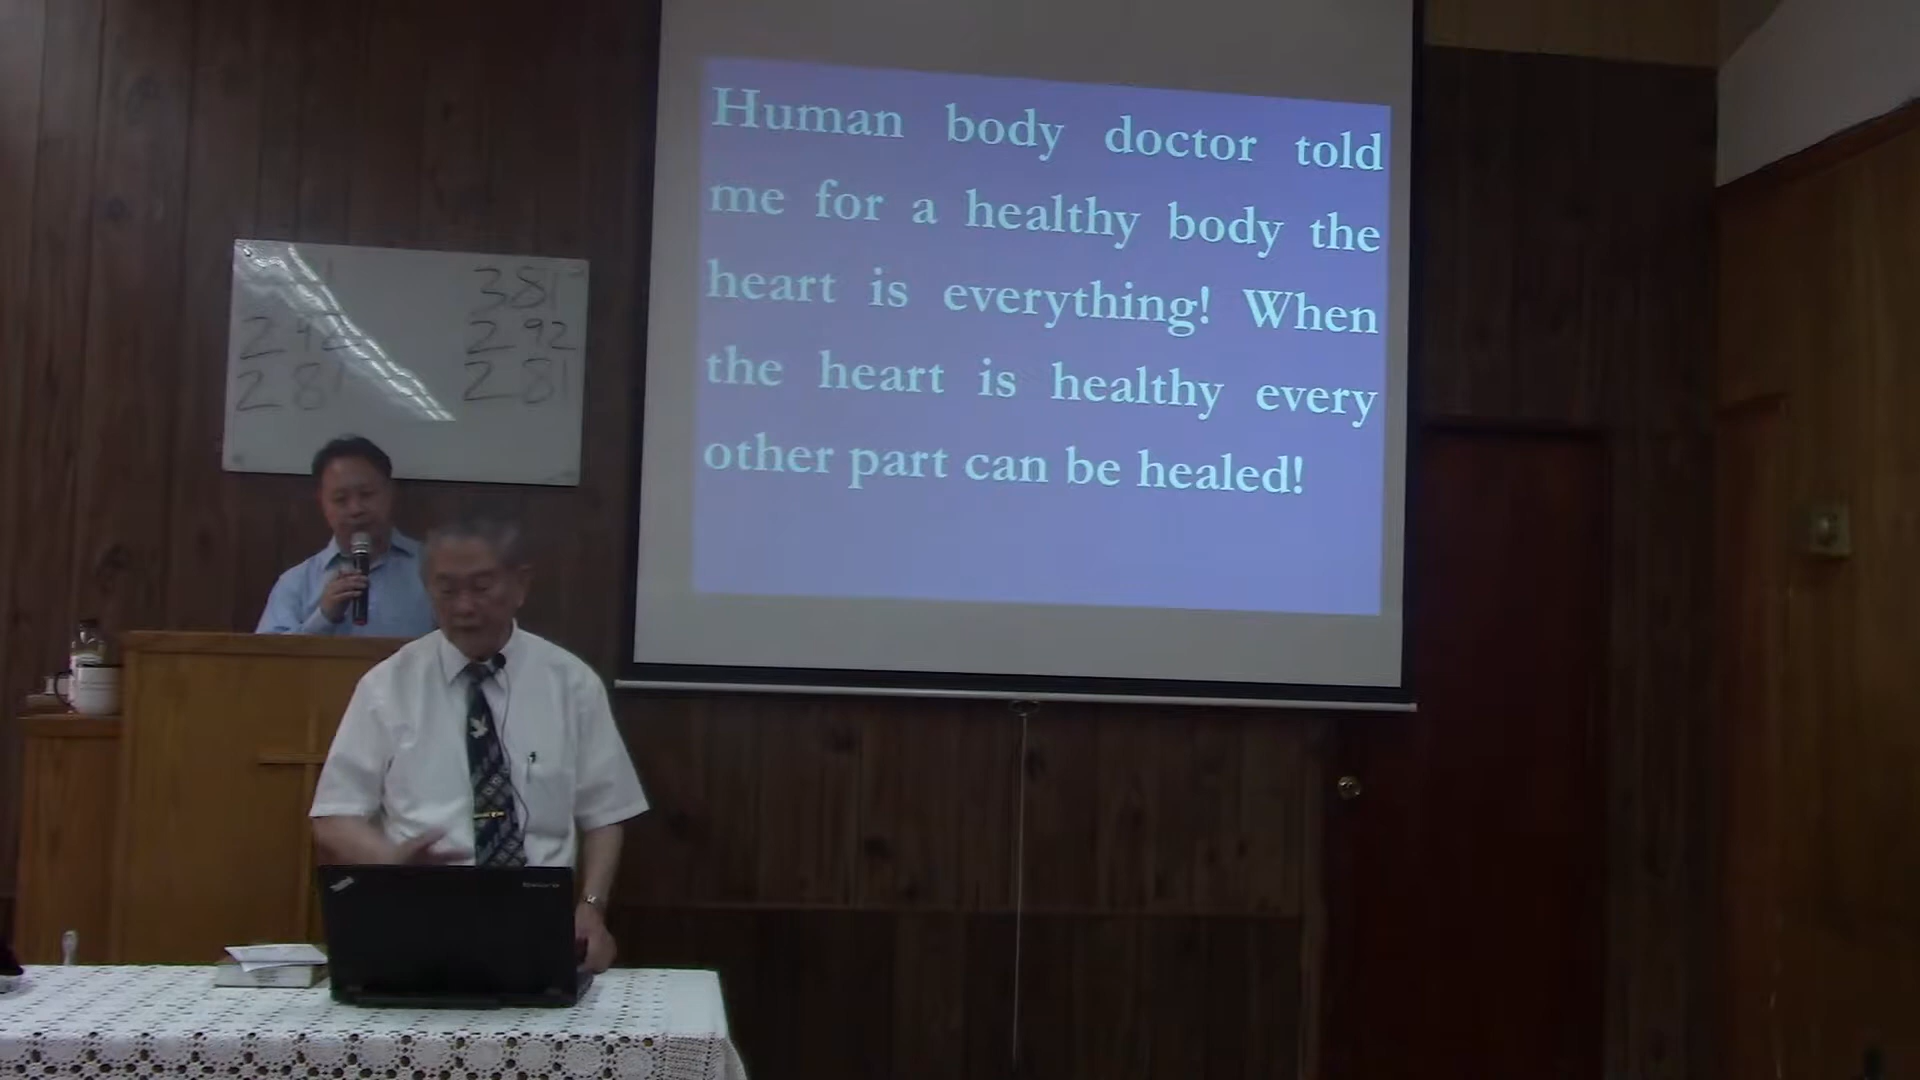 Human body doctor told
me for a healthy body the
heart is everything! When
the heart is healthy every
other part can be healed!
381
292 292
281 281